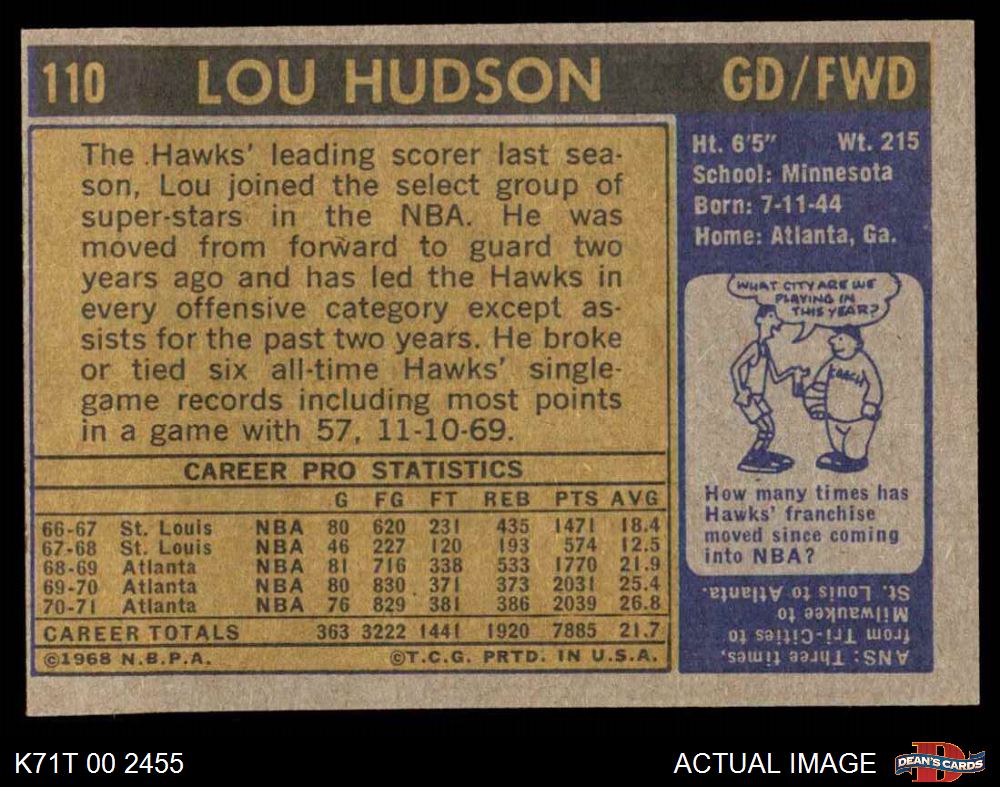 110 LOU HUDSON GD/FWD
The Hawks' leading scorer last sea-
son, Lou joined the select group of
super-stars in the NBA. He was
moved from forward to guard two
years ago and has led the Hawks in
every offensive category except as-
sists for the past two years. He broke
or tied six all-time Hawks' single-
game records including most points
in a game with 57, 11-10-69.
CAREER PRO STATISTICS
G FG FT REB PTS AVG
66-67 St. Louis NBA 80 620 231 435 1471 18.4
67-68 St. Louis NBA 46 227 120 193 574 12.5
68-69 Atlanta NBA 81 716 338 533 1770 21.9
69-70 Atlanta NBA 80 830 371 373 2031 25.4
70-71 Atlanta NBA 76 829 381 386 2039 26.8
CAREER TOTALS 363 3222 1441 1920 7885 21.7
©1968 N.B.P.A. ©T.C.G. PRTD. IN U.S.A.
Ht. 6'5" Wt. 215
School: Minnesota
Born: 7-11-44
Home: Atlanta, Ga.
WHAT CITY ARE WE
PLAYING IN
THIS YEAR?
COACH
How many times has
Hawks' franchise
moved since coming
into NBA?
ANS: Three times,
from Tri-Cities to
Milwaukee to
St. Louis to Atlanta.
K71T 00 2455 ACTUAL IMAGE
DEAN'S CARDS